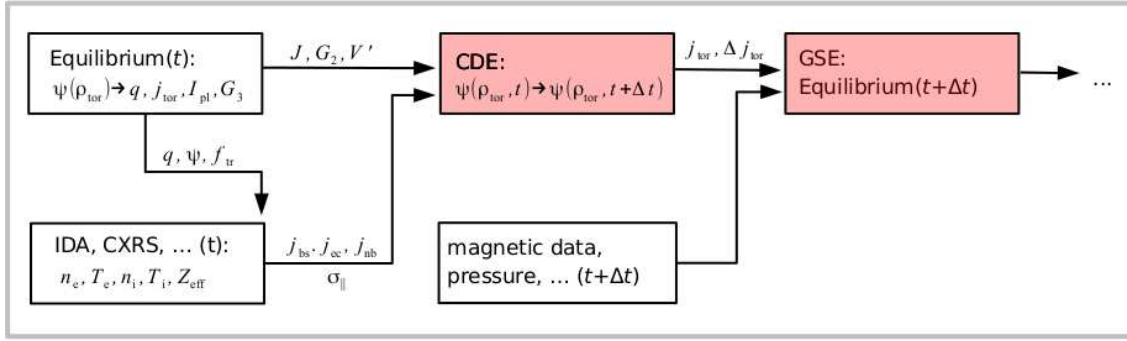 Equilibrium(t):
ψ(ρ_tor)→q, j_tor, I_pl, G_3
J, G_2, V'
CDE:
ψ(ρ_tor, t)→ψ(ρ_tor, t+Δt)
j_tor, Δ j_tor
GSE:
Equilibrium(t+Δt)
...
q, ψ, f_tr
IDA, CXRS, ... (t):
n_e, T_e, n_i, T_i, Z_eff
j_bs, j_ec, j_nb
σ_∥
magnetic data,
pressure, ... (t+Δt)